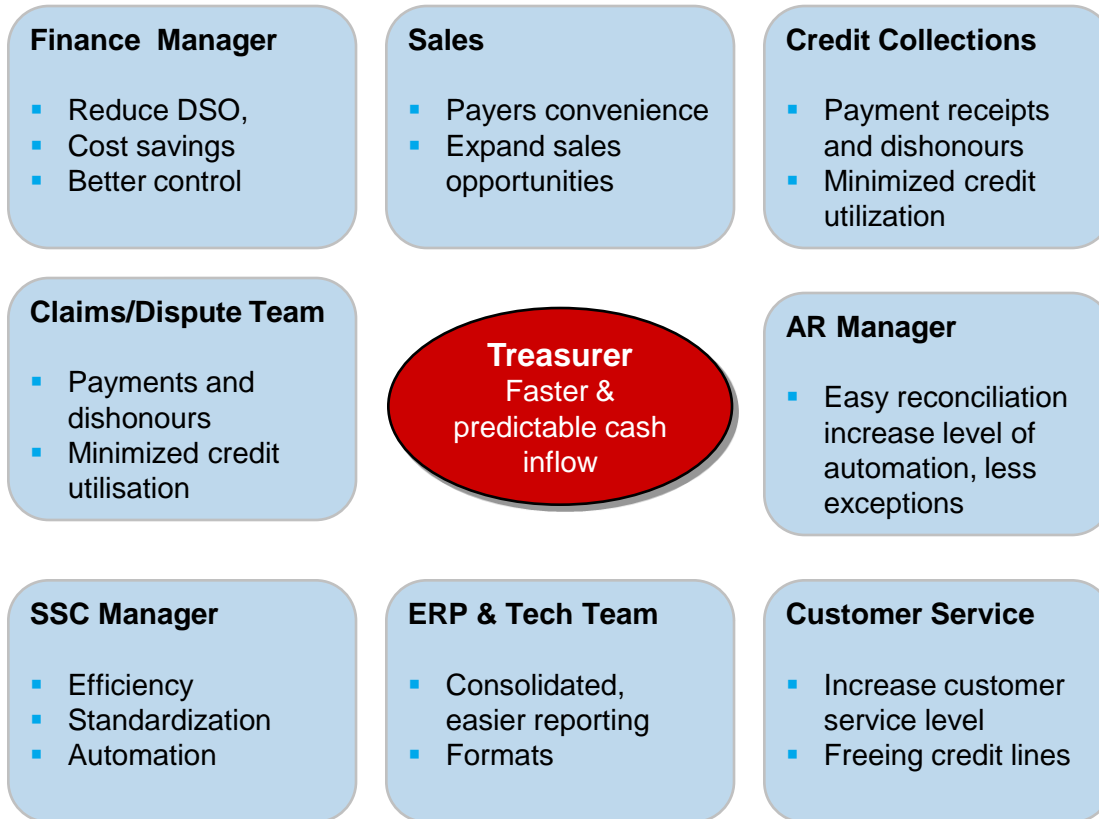 Finance  Manager
▪ Reduce DSO,
▪ Cost savings
▪ Better control
Sales
▪ Payers convenience
▪ Expand sales
opportunities
Credit Collections
▪ Payment receipts
and dishonours
▪ Minimized credit
utilization
Claims/Dispute Team
▪ Payments and
dishonours
▪ Minimized credit
utilisation
Treasurer
Faster &
predictable cash
inflow
AR Manager
▪ Easy reconciliation
increase level of
automation, less
exceptions
SSC Manager
▪ Efficiency
▪ Standardization
▪ Automation
ERP & Tech Team
▪ Consolidated,
easier reporting
▪ Formats
Customer Service
▪ Increase customer
service level
▪ Freeing credit lines